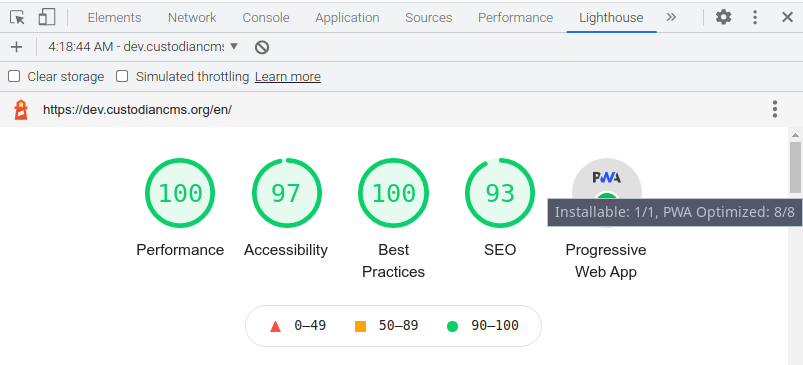 Elements Network Console Application Sources Performance Lighthouse
4:18:44 AM - dev.custodiancms
Clear storage Simulated throttling Learn more
https://dev.custodiancms.org/en/
100 97 100 93 PWA
Installable: 1/1, PWA Optimized: 8/8
Performance Accessibility Best SEO Progressive
Practices Web App
0–49 50–89 90–100